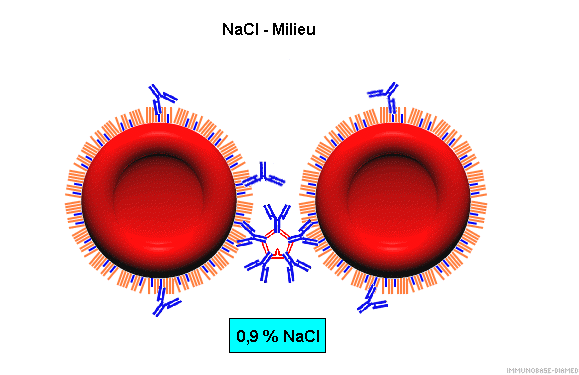 NaCl - Milieu
0,9 % NaCl
IMMUNOBASE-DIAMED